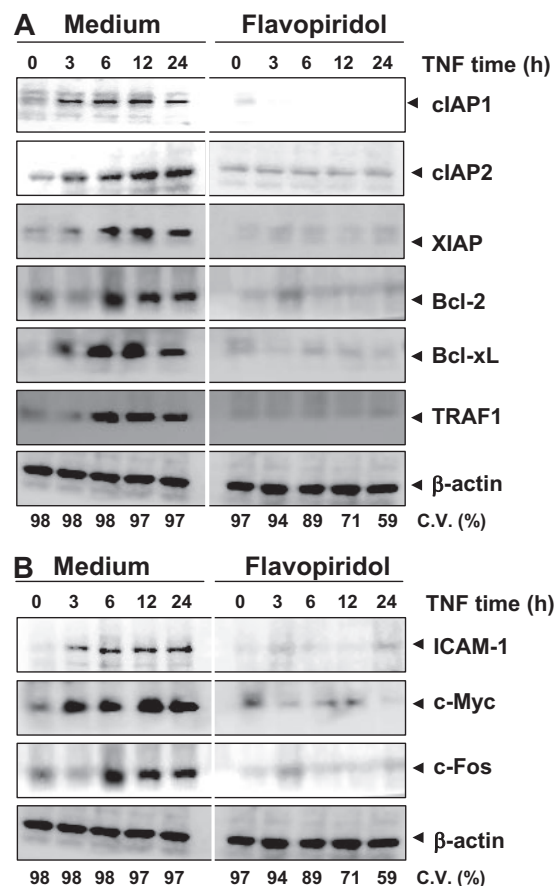 A Medium Flavopiridol
0 3 6 12 24 0 3 6 12 24 TNF time (h)
cIAP1
cIAP2
XIAP
Bcl-2
Bcl-xL
TRAF1
β-actin
98 98 98 97 97 97 94 89 71 59 C.V. (%)
B Medium Flavopiridol
0 3 6 12 24 0 3 6 12 24 TNF time (h)
ICAM-1
c-Myc
c-Fos
β-actin
98 98 98 97 97 97 94 89 71 59 C.V. (%)